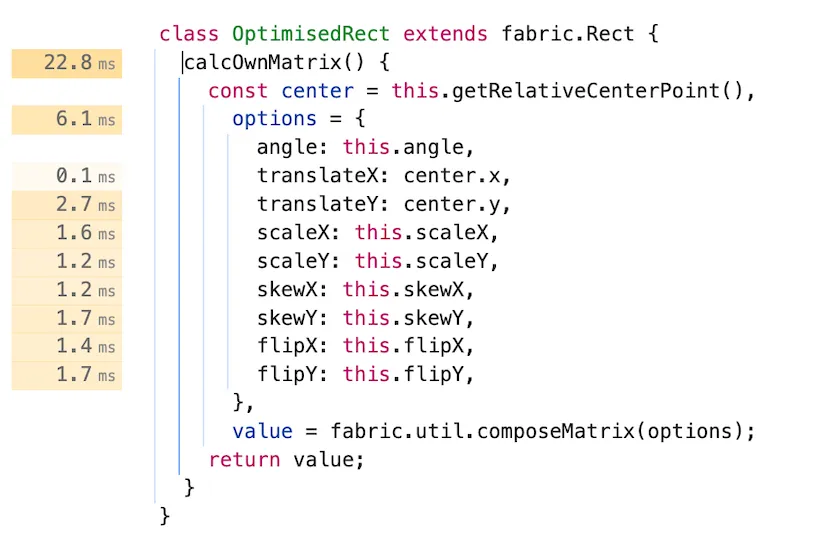 class OptimisedRect extends fabric.Rect {
22.8 ms calcOwnMatrix() {
const center = this.getRelativeCenterPoint(),
6.1 ms options = {
angle: this.angle,
0.1 ms translateX: center.x,
2.7 ms translateY: center.y,
1.6 ms scaleX: this.scaleX,
1.2 ms scaleY: this.scaleY,
1.2 ms skewX: this.skewX,
1.7 ms skewY: this.skewY,
1.4 ms flipX: this.flipX,
1.7 ms flipY: this.flipY,
},
value = fabric.util.composeMatrix(options);
return value;
}
}